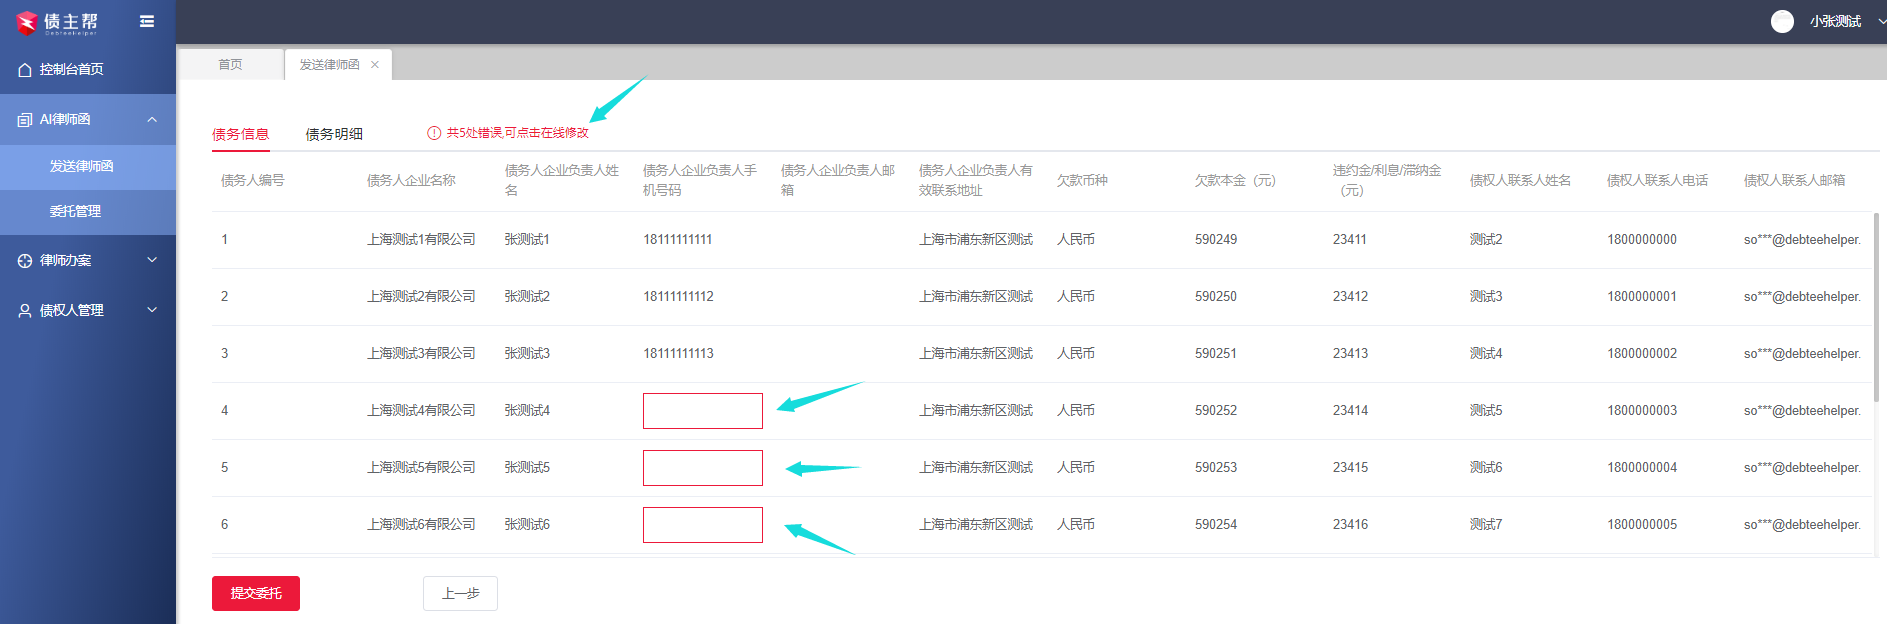 债主帮
DebteeHelper
小张测试
控制台首页
AI律师函
发送律师函
委托管理
律师办案
债权人管理
首页
发送律师函
债务信息
债务明细
共5处错误,可点击在线修改
债务人编号
债务人企业名称
债务人企业负责人姓
名
债务人企业负责人手
机号码
债务人企业负责人邮
箱
债务人企业负责人有
效联系地址
欠款币种
欠款本金（元）
违约金/利息/滞纳金
（元）
债权人联系人姓名
债权人联系人电话
债权人联系人邮箱
1 上海测试1有限公司 张测试1 18111111111 上海市浦东新区测试 人民币 590249 23411 测试2 1800000000 so***@debteehelper.
2 上海测试2有限公司 张测试2 18111111112 上海市浦东新区测试 人民币 590250 23412 测试3 1800000001 so***@debteehelper.
3 上海测试3有限公司 张测试3 18111111113 上海市浦东新区测试 人民币 590251 23413 测试4 1800000002 so***@debteehelper.
4 上海测试4有限公司 张测试4 上海市浦东新区测试 人民币 590252 23414 测试5 1800000003 so***@debteehelper.
5 上海测试5有限公司 张测试5 上海市浦东新区测试 人民币 590253 23415 测试6 1800000004 so***@debteehelper.
6 上海测试6有限公司 张测试6 上海市浦东新区测试 人民币 590254 23416 测试7 1800000005 so***@debteehelper.
提交委托
上一步